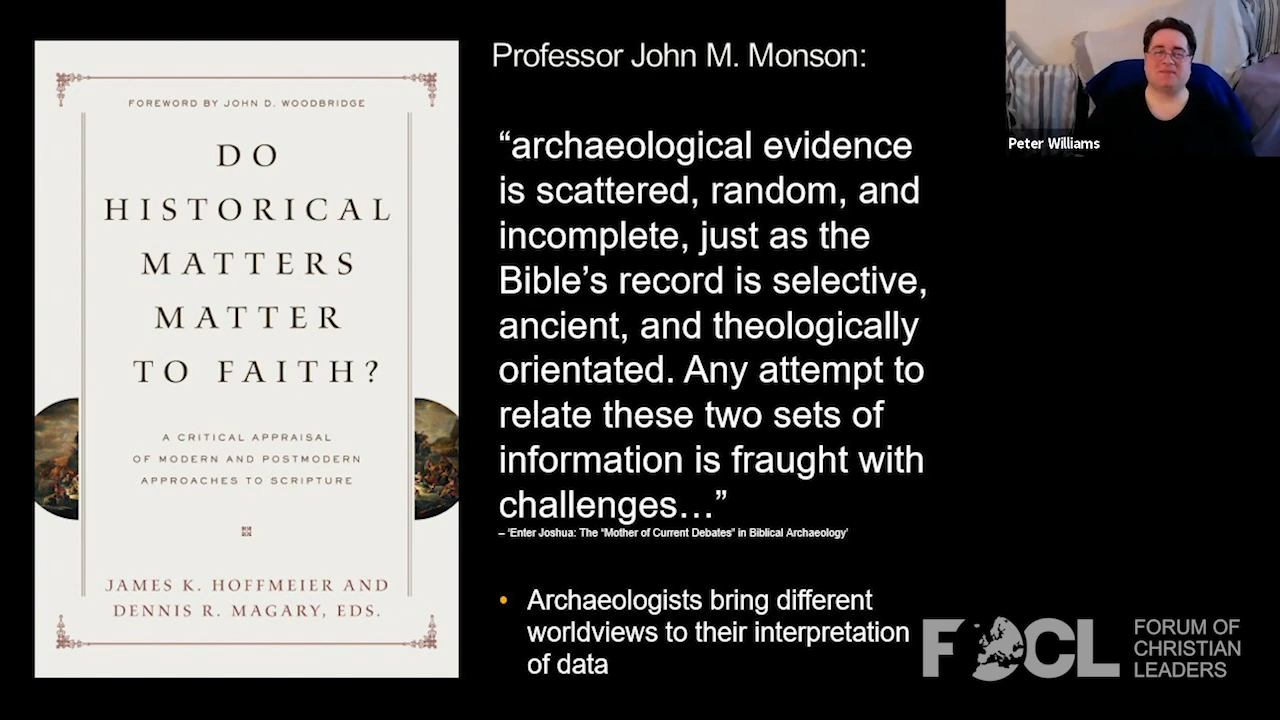 FOREWORD BY JOHN D. WOODBRIDGE
DO
HISTORICAL
MATTERS
MATTER
TO FAITH?
A CRITICAL APPRAISAL
OF MODERN AND POSTMODERN
APPROACHES TO SCRIPTURE
JAMES K. HOFFMEIER AND
DENNIS R. MAGARY, EDS.
Professor John M. Monson:
“archaeological evidence
is scattered, random, and
incomplete, just as the
Bible’s record is selective,
ancient, and theologically
orientated. Any attempt to
relate these two sets of
information is fraught with
challenges…”
– ‘Enter Joshua: The “Mother of Current Debates” in Biblical Archaeology’
• Archaeologists bring different
worldviews to their interpretation
of data
Peter Williams
FOCL
FORUM OF
CHRISTIAN
LEADERS